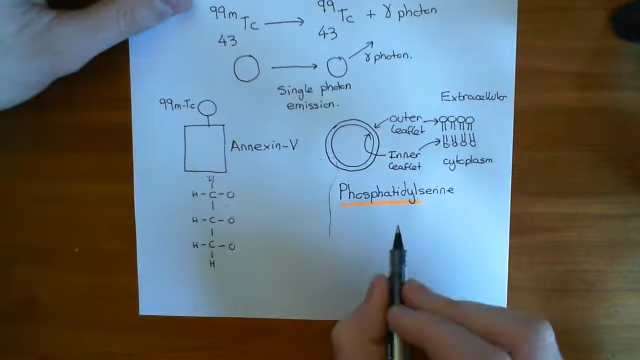 99m Tc → 99 Tc + γ photon
43 43
γ photon.
Single photon emission.
99m-Tc
Annexin-V
outer leaflet
Inner leaflet
Extracellular
cytoplasm
Phosphatidylserine
H
H-C-O
H-C-O
H-C-O
H